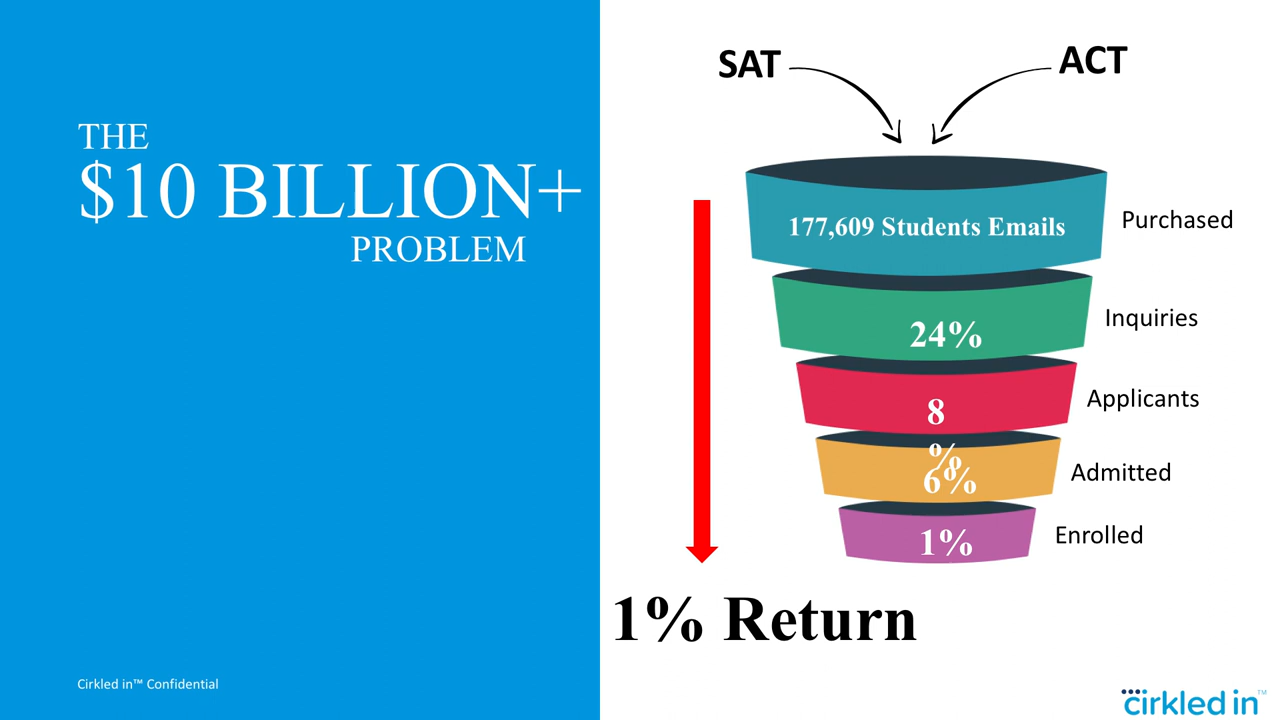 THE
$10 BILLION+
PROBLEM
SAT
ACT
177,609 Students Emails
Purchased
24%
Inquiries
8
%
Applicants
6%
Admitted
1%
Enrolled
1% Return
Cirkled in™ Confidential
cirkled in™